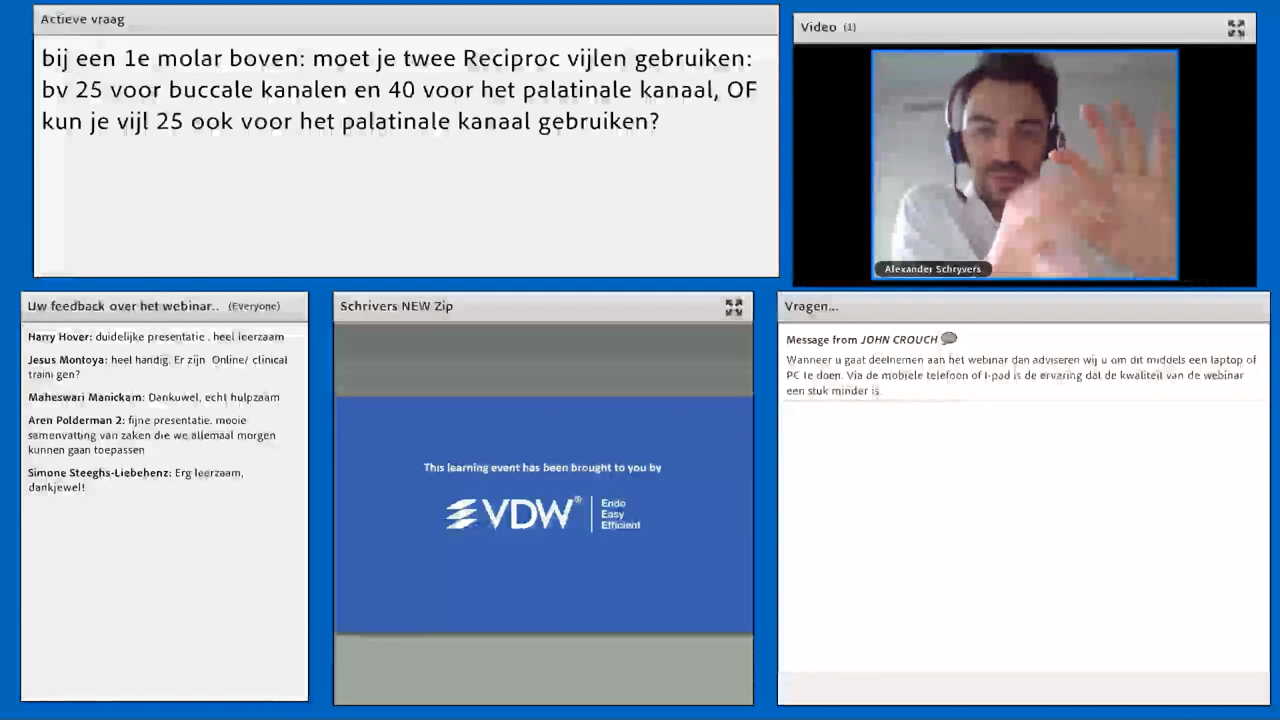 Actieve vraag
bij een 1e molar boven: moet je twee Reciproc vijlen gebruiken:
bv 25 voor buccale kanalen en 40 voor het palatinale kanaal, OF
kun je vijl 25 ook voor het palatinale kanaal gebruiken?
Video (1)
Alexander Schryvers
Uw feedback over het webinar.. (Everyone)
Harry Hover: duidelijke presentatie , heel leerzaam
Jesus Montoya: heel handig. Er zijn Online/ clinical
traini gen?
Maheswari Manickam: Dankuwel, echt hulpzaam
Aren Polderman 2: fijne presentatie. mooie
samenvatting van zaken die we allemaal morgen
kunnen gaan toepassen
Simone Steeghs-Liebehenz: Erg leerzaam,
dankjewel!
Schrivers NEW Zip
This learning event has been brought to you by
VDW®
Endo
Easy
Efficient
Vragen...
Message from JOHN CROUCH
Wanneer u gaat deelnemen aan het webinar dan adviseren wij u om dit middels een laptop of
PC te doen. Via de mobiele telefoon of I-pad is de ervaring dat de kwaliteit van de webinar
een stuk minder is.